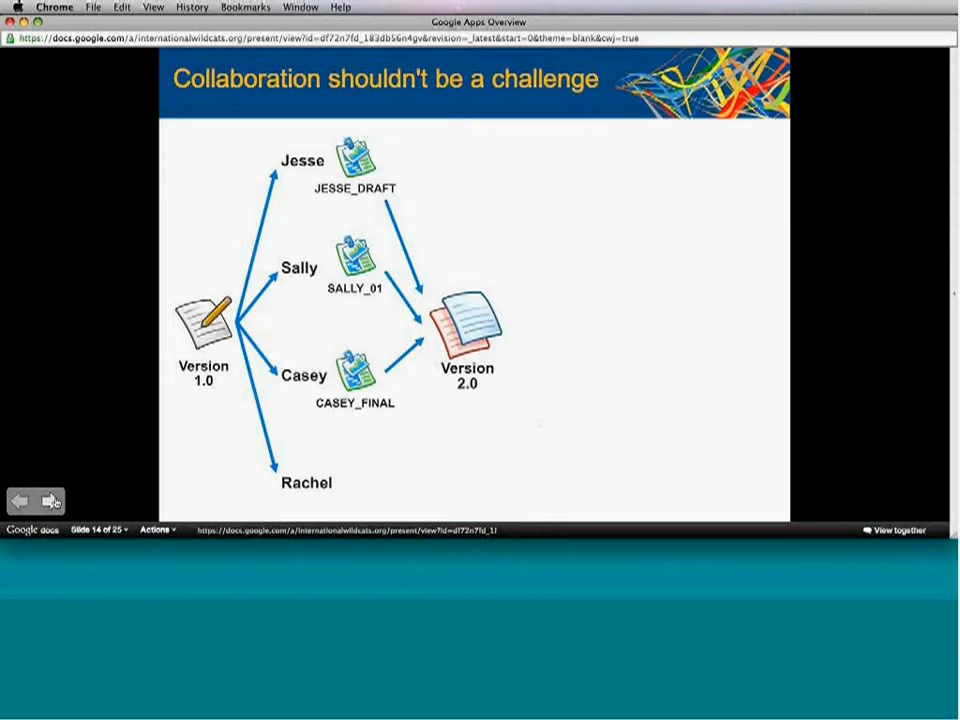 Chrome File Edit View History Bookmarks Window Help
Google Apps Overview
https://docs.google.com/a/internationalwildcats.org/present/view?id=df72n7fd_183db56n4gv&revision=_latest&start=0&theme=blank&cwj=true
Collaboration shouldn't be a challenge
Jesse
JESSE_DRAFT
Sally
SALLY_01
Version
1.0
Casey
CASEY_FINAL
Version
2.0
Rachel
Google docs Slide 14 of 25 Actions https://docs.google.com/a/internationalwildcats.org/present/view?id=df72n7fd_1 View together